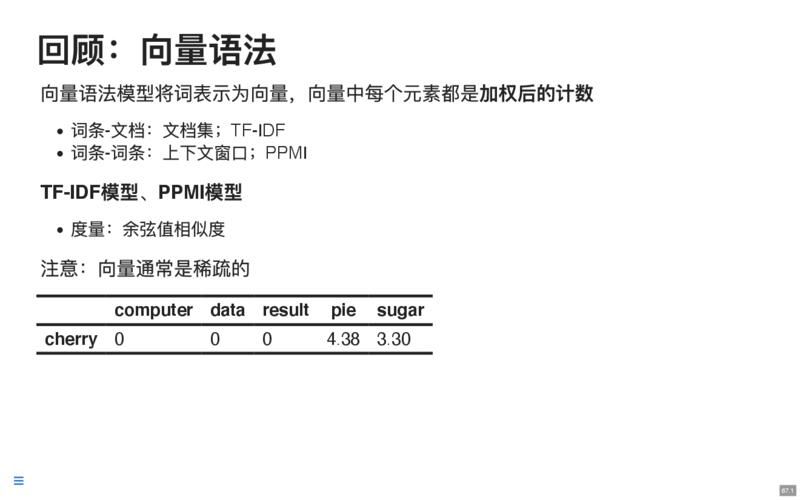 回顾：向量语法
向量语法模型将词表示为向量，向量中每个元素都是加权后的计数
• 词条-文档：文档集；TF-IDF
• 词条-词条：上下文窗口；PPMI
TF-IDF模型、PPMI模型
• 度量：余弦值相似度
注意：向量通常是稀疏的
computer data result pie sugar
cherry 0 0 0 4.38 3.30
67.1